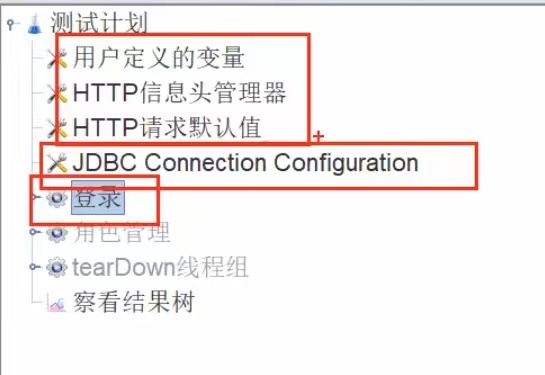 测试计划
用户定义的变量
HTTP信息头管理器
HTTP请求默认值
JDBC Connection Configuration
登录
角色管理
tearDown线程组
察看结果树